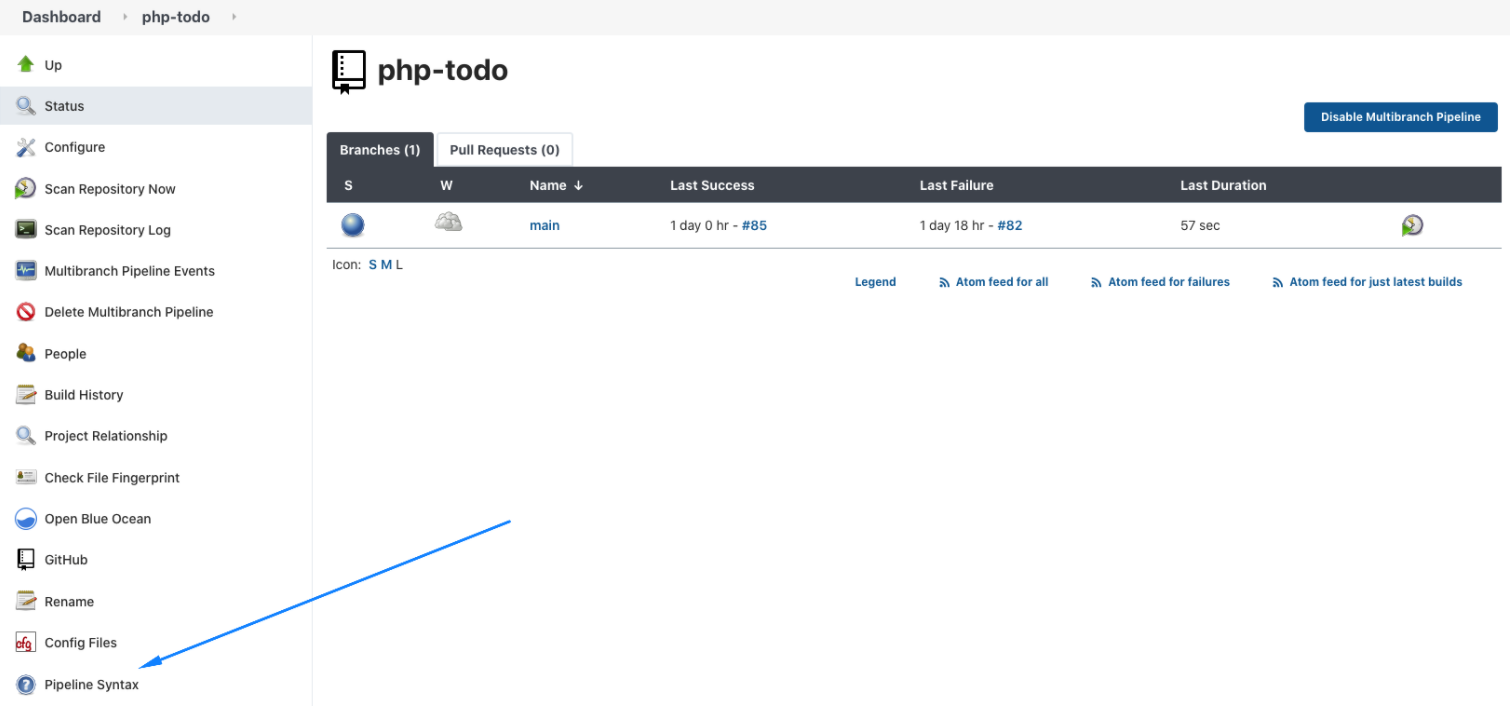 Dashboard php-todo
Up
Status
Configure
Scan Repository Now
Scan Repository Log
Multibranch Pipeline Events
Delete Multibranch Pipeline
People
Build History
Project Relationship
Check File Fingerprint
Open Blue Ocean
GitHub
Rename
cfg Config Files
? Pipeline Syntax
php-todo
Disable Multibranch Pipeline
Branches (1) Pull Requests (0)
S W Name ↓ Last Success Last Failure Last Duration
main 1 day 0 hr - #85 1 day 18 hr - #82 57 sec
Icon: S M L
Legend Atom feed for all Atom feed for failures Atom feed for just latest builds